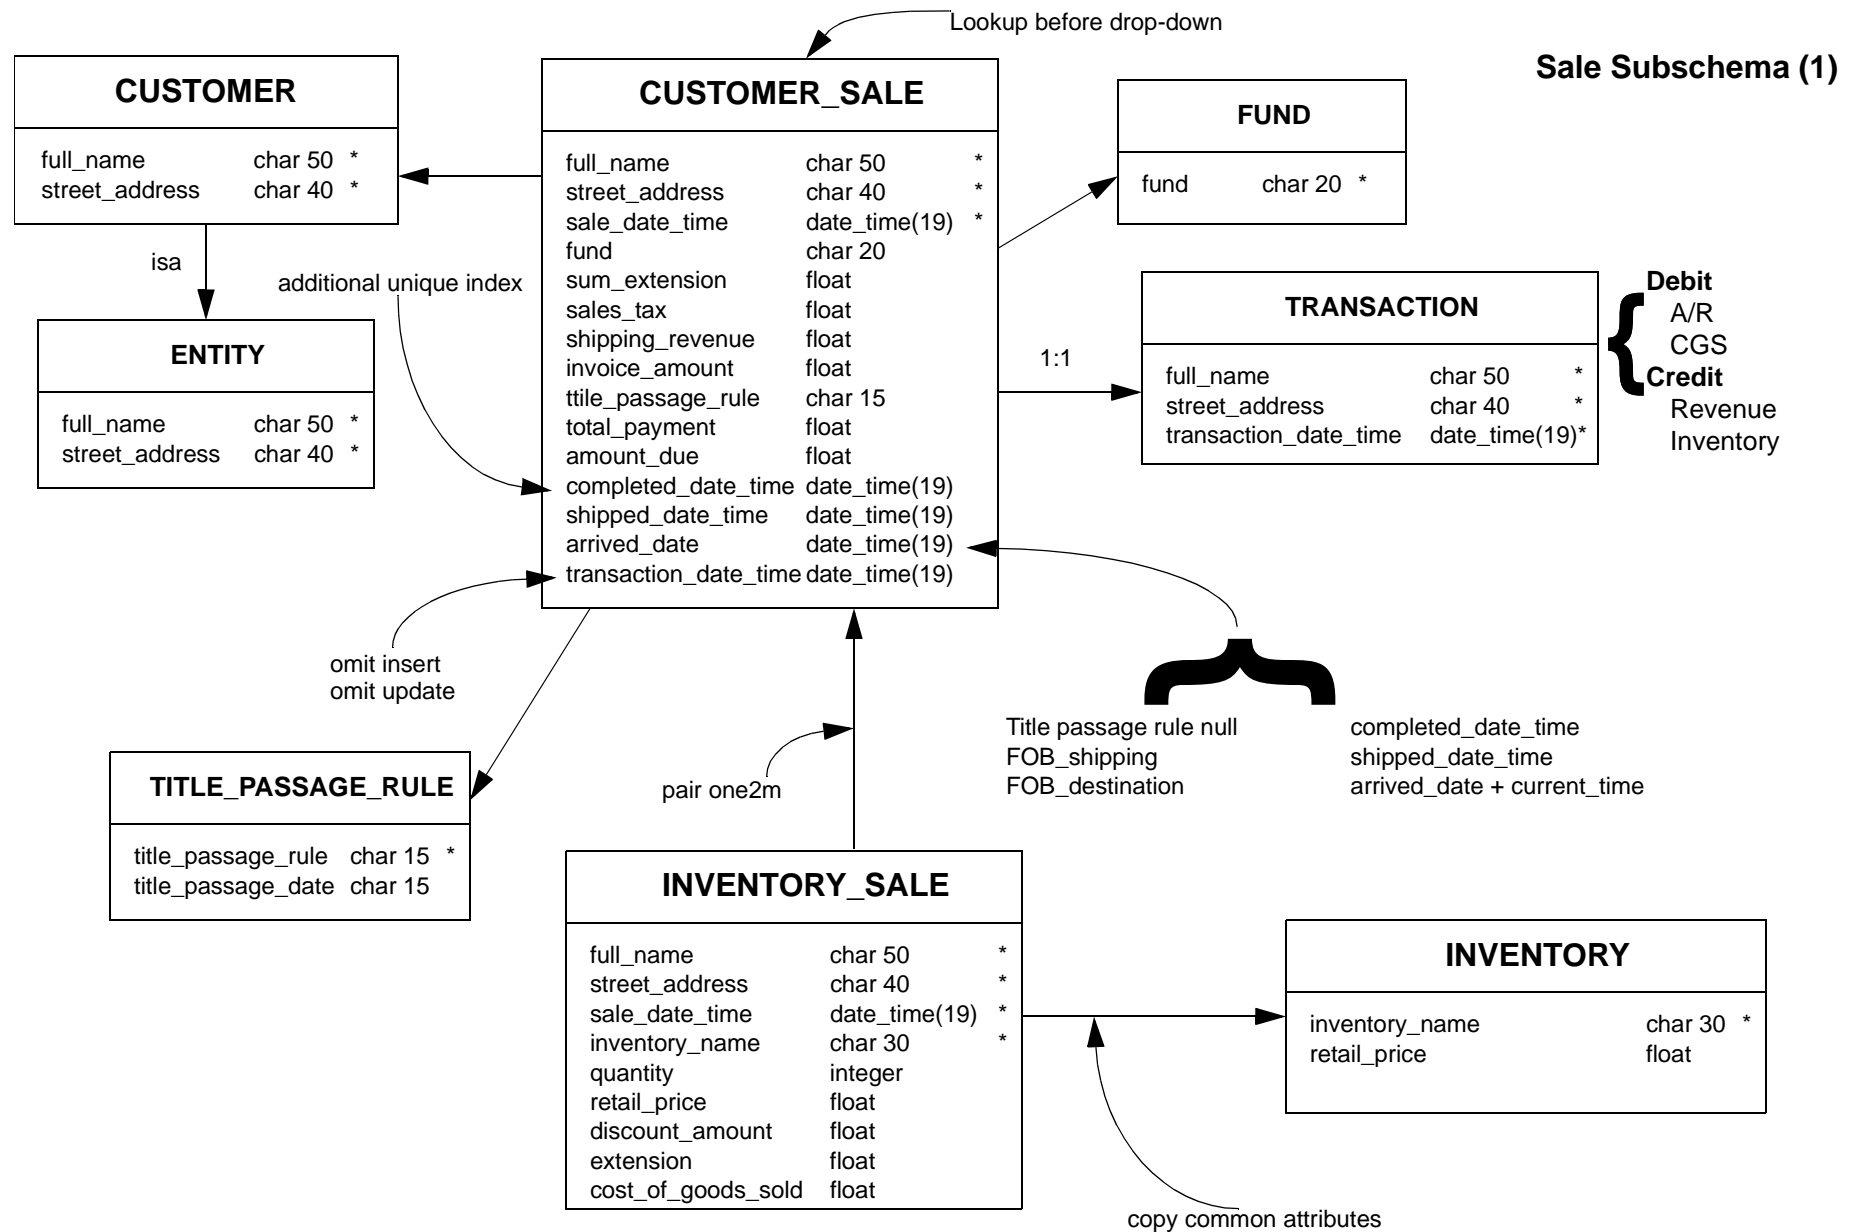 Lookup before drop-down
Sale Subschema (1)
CUSTOMER
full_name char 50 *
street_address char 40 *
isa
ENTITY
full_name char 50 *
street_address char 40 *
additional unique index
CUSTOMER_SALE
full_name char 50 *
street_address char 40 *
sale_date_time date_time(19) *
fund char 20
sum_extension float
sales_tax float
shipping_revenue float
invoice_amount float
ttile_passage_rule char 15
total_payment float
amount_due float
completed_date_time date_time(19)
shipped_date_time date_time(19)
arrived_date date_time(19)
transaction_date_time date_time(19)
FUND
fund char 20 *
1:1
TRANSACTION
full_name char 50 *
street_address char 40 *
transaction_date_time date_time(19)*
{
Debit
A/R
CGS
Credit
Revenue
Inventory
omit insert
omit update
TITLE_PASSAGE_RULE
title_passage_rule char 15 *
title_passage_date char 15
pair one2m
{
Title passage rule null completed_date_time
FOB_shipping shipped_date_time
FOB_destination arrived_date + current_time
INVENTORY_SALE
full_name char 50 *
street_address char 40 *
sale_date_time date_time(19) *
inventory_name char 30 *
quantity integer
retail_price float
discount_amount float
extension float
cost_of_goods_sold float
INVENTORY
inventory_name char 30 *
retail_price float
copy common attributes